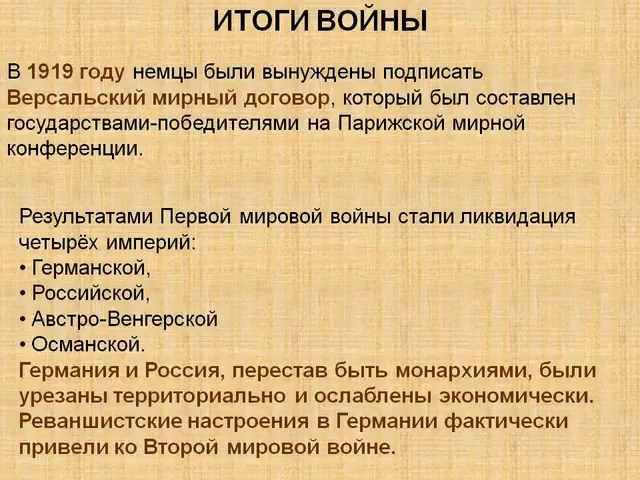 ИТОГИ ВОЙНЫ
В 1919 году немцы были вынуждены подписать
Версальский мирный договор, который был составлен
государствами-победителями на Парижской мирной
конференции.
Результатами Первой мировой войны стали ликвидация
четырёх империй:
• Германской,
• Российской,
• Австро-Венгерской
• Османской.
Германия и Россия, перестав быть монархиями, были
урезаны территориально и ослаблены экономически.
Реваншистские настроения в Германии фактически
привели ко Второй мировой войне.